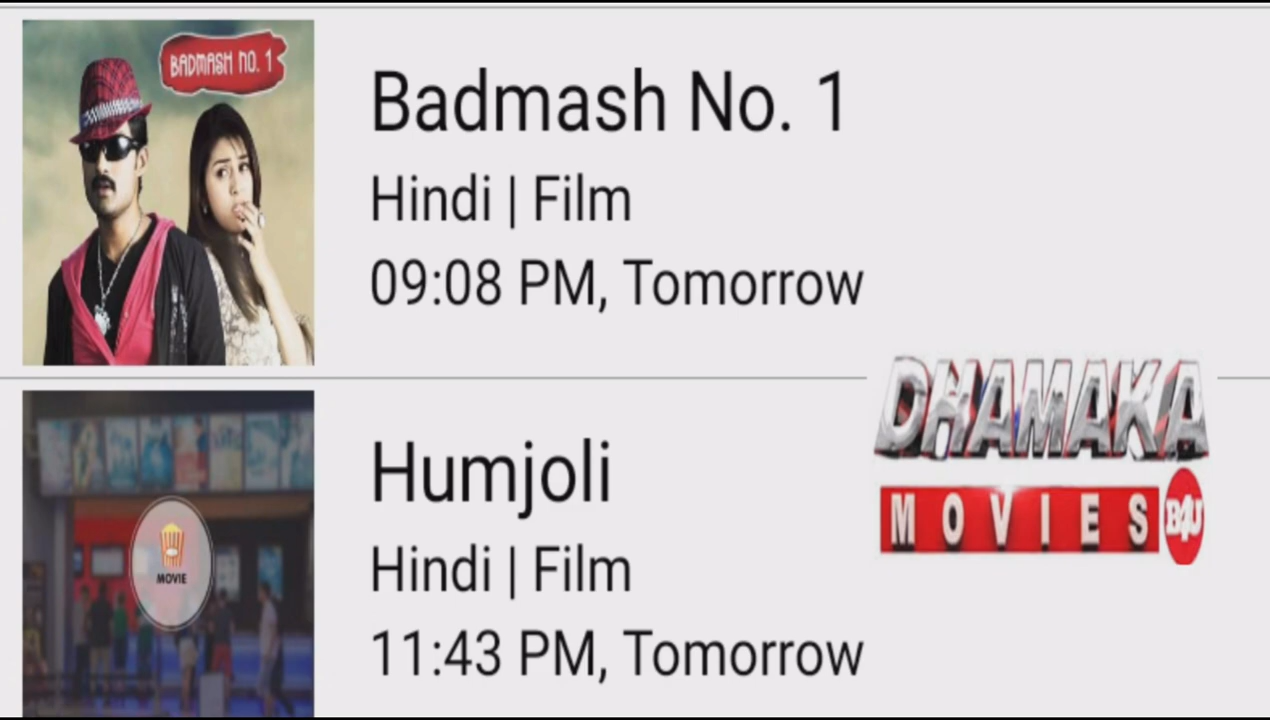 BADMASH NO. 1
Badmash No. 1
Hindi | Film
09:08 PM, Tomorrow
DHAMAKA
MOVIES B4U
MOVIE
Humjoli
Hindi | Film
11:43 PM, Tomorrow